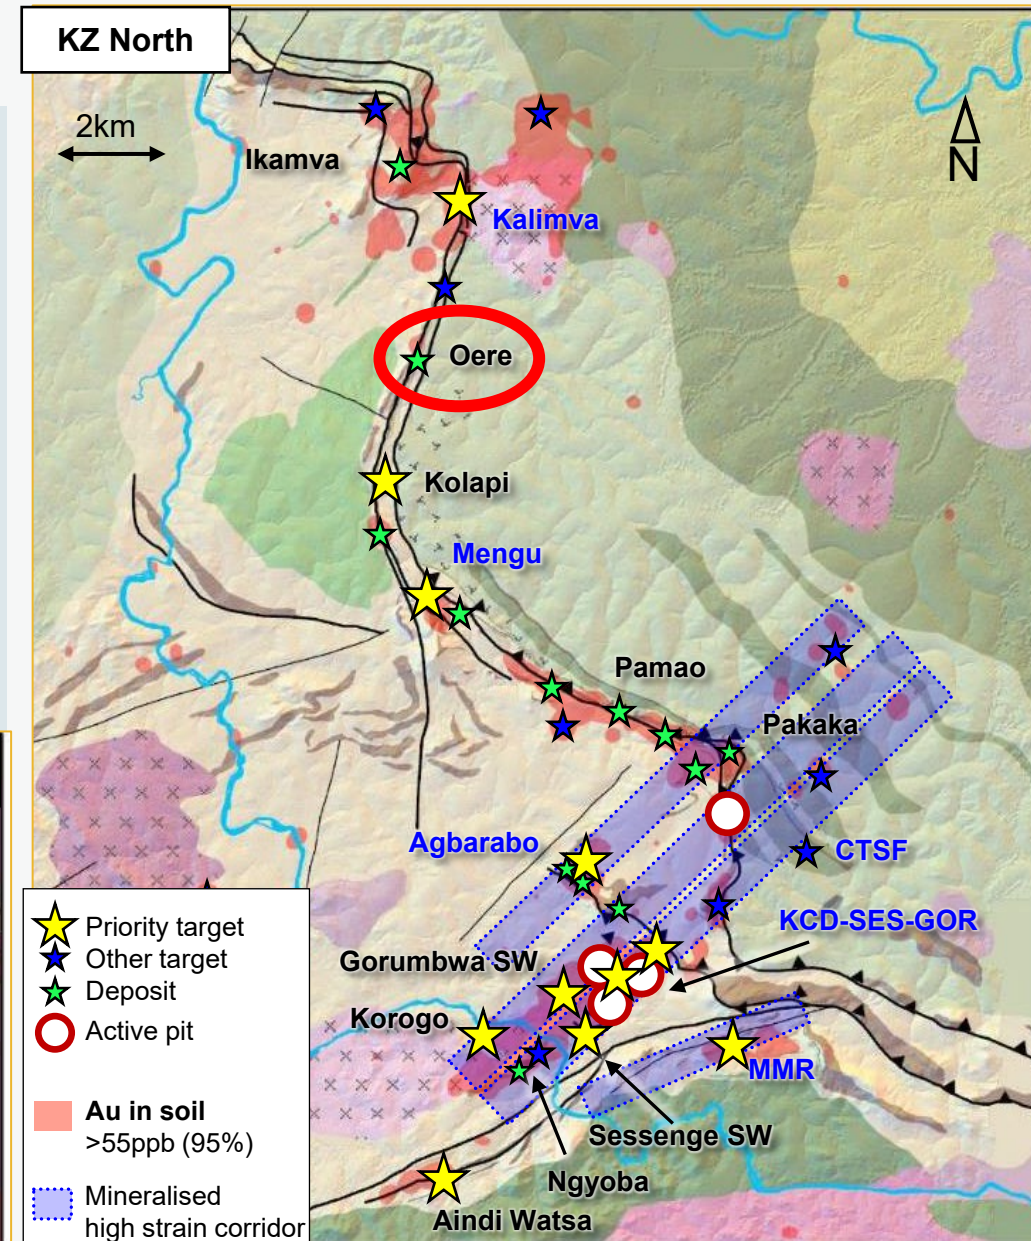 KZ North
2km
N
Ikamva
Kalimva
Oere
Kolapi
Mengu
Pamao
Pakaka
Agbarabo
CTSF
KCD-SES-GOR
Gorumbwa SW
Korogo
MMR
Sessenge SW
Ngyoba
Aindi Watsa
Priority target
Other target
Deposit
Active pit
Au in soil
>55ppb (95%)
Mineralised
high strain corridor